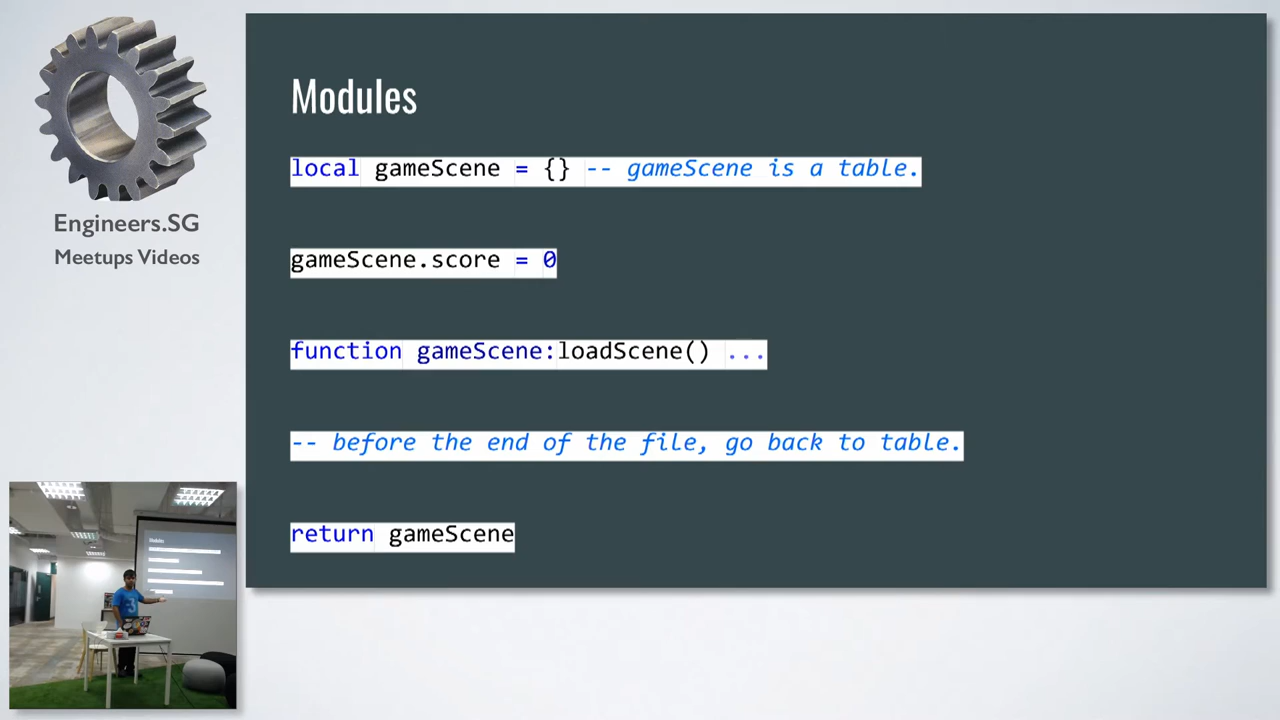 Engineers.SG
Meetups Videos
Modules
local gameScene = {} -- gameScene is a table.
gameScene.score = 0
function gameScene:loadScene() ...
-- before the end of the file, go back to table.
return gameScene
Modules